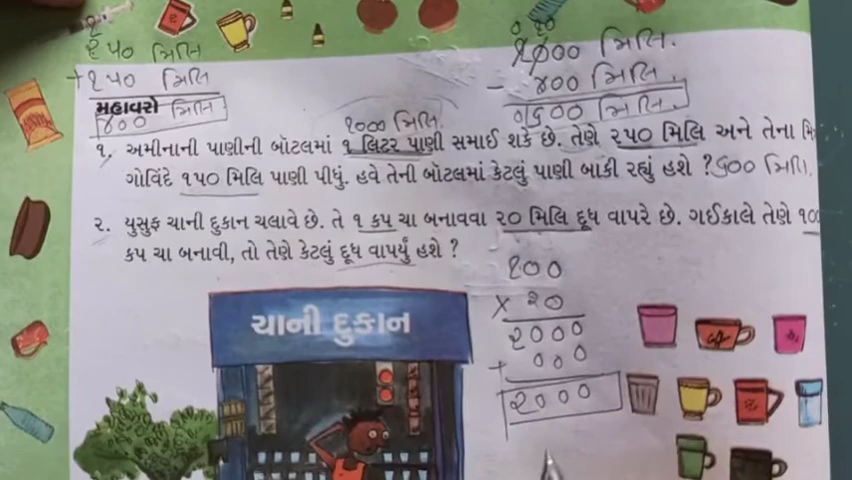 ૨૫૦ મિલિ
+૧૫૦ મિલિ
૪૦૦ મિલિ
૧૦૦૦ મિલિ.
- ૪૦૦ મિલિ.
૦૬૦૦ મિલિ.
મહાવરો
૧૦૦૦ મિલિ.
૧. અમીનાની પાણીની બૉટલમાં ૧ લિટર પાણી સમાઈ શકે છે. તેણે ૨૫૦ મિલિ અને તેના
ગોવિંદે ૧૫૦ મિલિ પાણી પીધું. હવે તેની બૉટલમાં કેટલું પાણી બાકી રહ્યું હશે ? ૬૦૦ મિલિ.
૨. યુસુફ ચાની દુકાન ચલાવે છે. તે ૧ કપ ચા બનાવવા ૨૦ મિલિ દૂધ વાપરે છે. ગઈકાલે તેણે ૧૦૦
કપ ચા બનાવી, તો તેણે કેટલું દૂધ વાપર્યું હશે ?
૧૦૦
× ૨૦
૨૦૦૦
+ ૦૦૦
૨૦૦૦
ચાની દુકાન